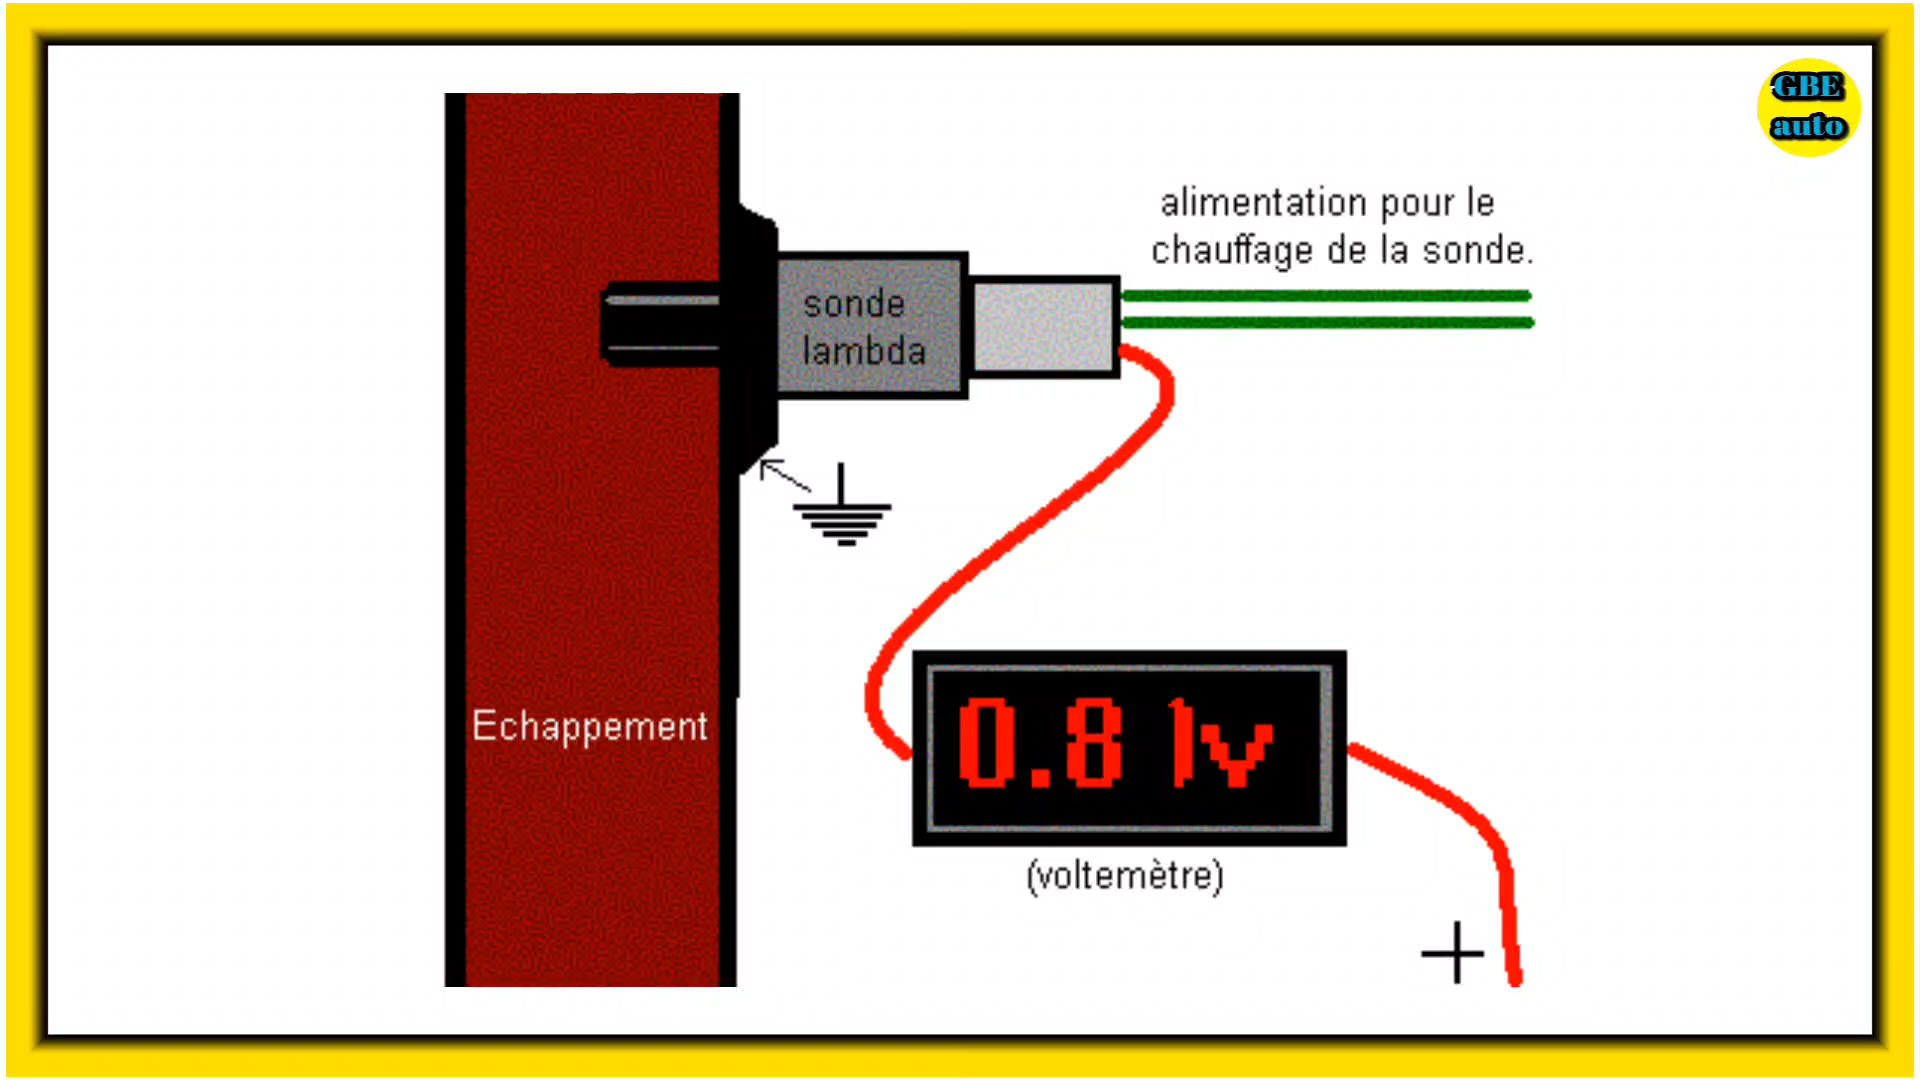 GBE
auto
alimentation pour le
chauffage de la sonde.
sonde
lambda
Echappement
0.81v
(voltemètre)
+